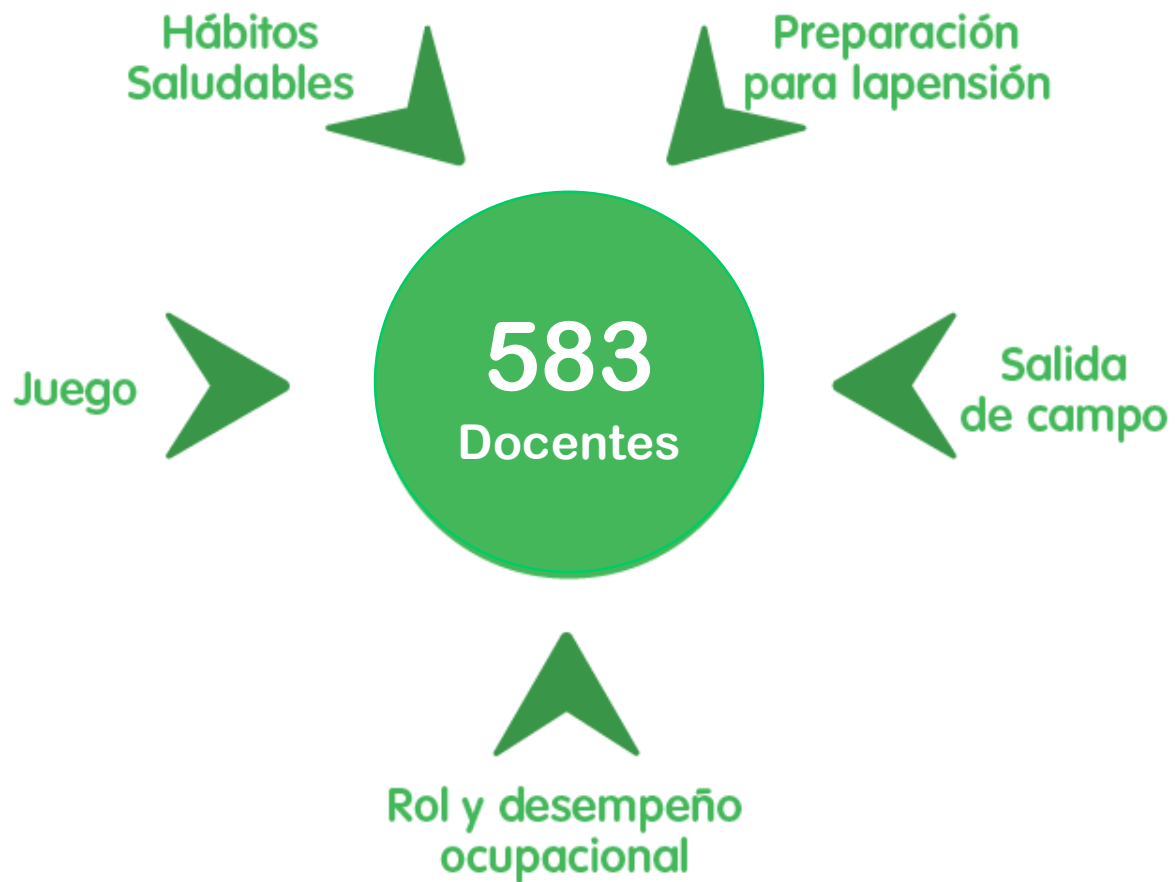 Hábitos
Saludables
Preparación
para lapensión
Juego
583
Docentes
Salida
de campo
Rol y desempeño
ocupacional